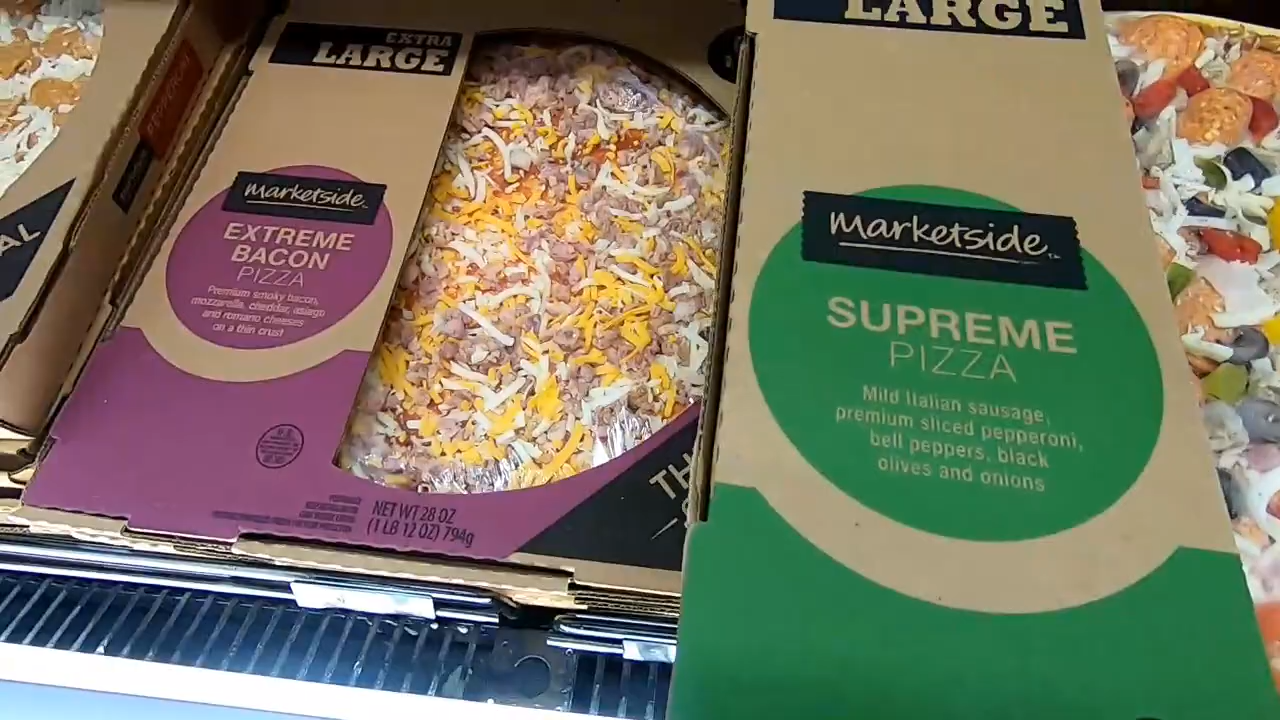 EXTRA
LARGE
marketside
EXTREME
BACON
PIZZA
Premium smoky bacon,
mozzarella, cheddar, asiago
and romano cheeses
on a thin crust
NET WT 28 OZ
(1 LB 12 OZ) 794g
TH
LARGE
marketside
SUPREME
PIZZA
Mild Italian sausage,
premium sliced pepperoni,
bell peppers, black
olives and onions
AL